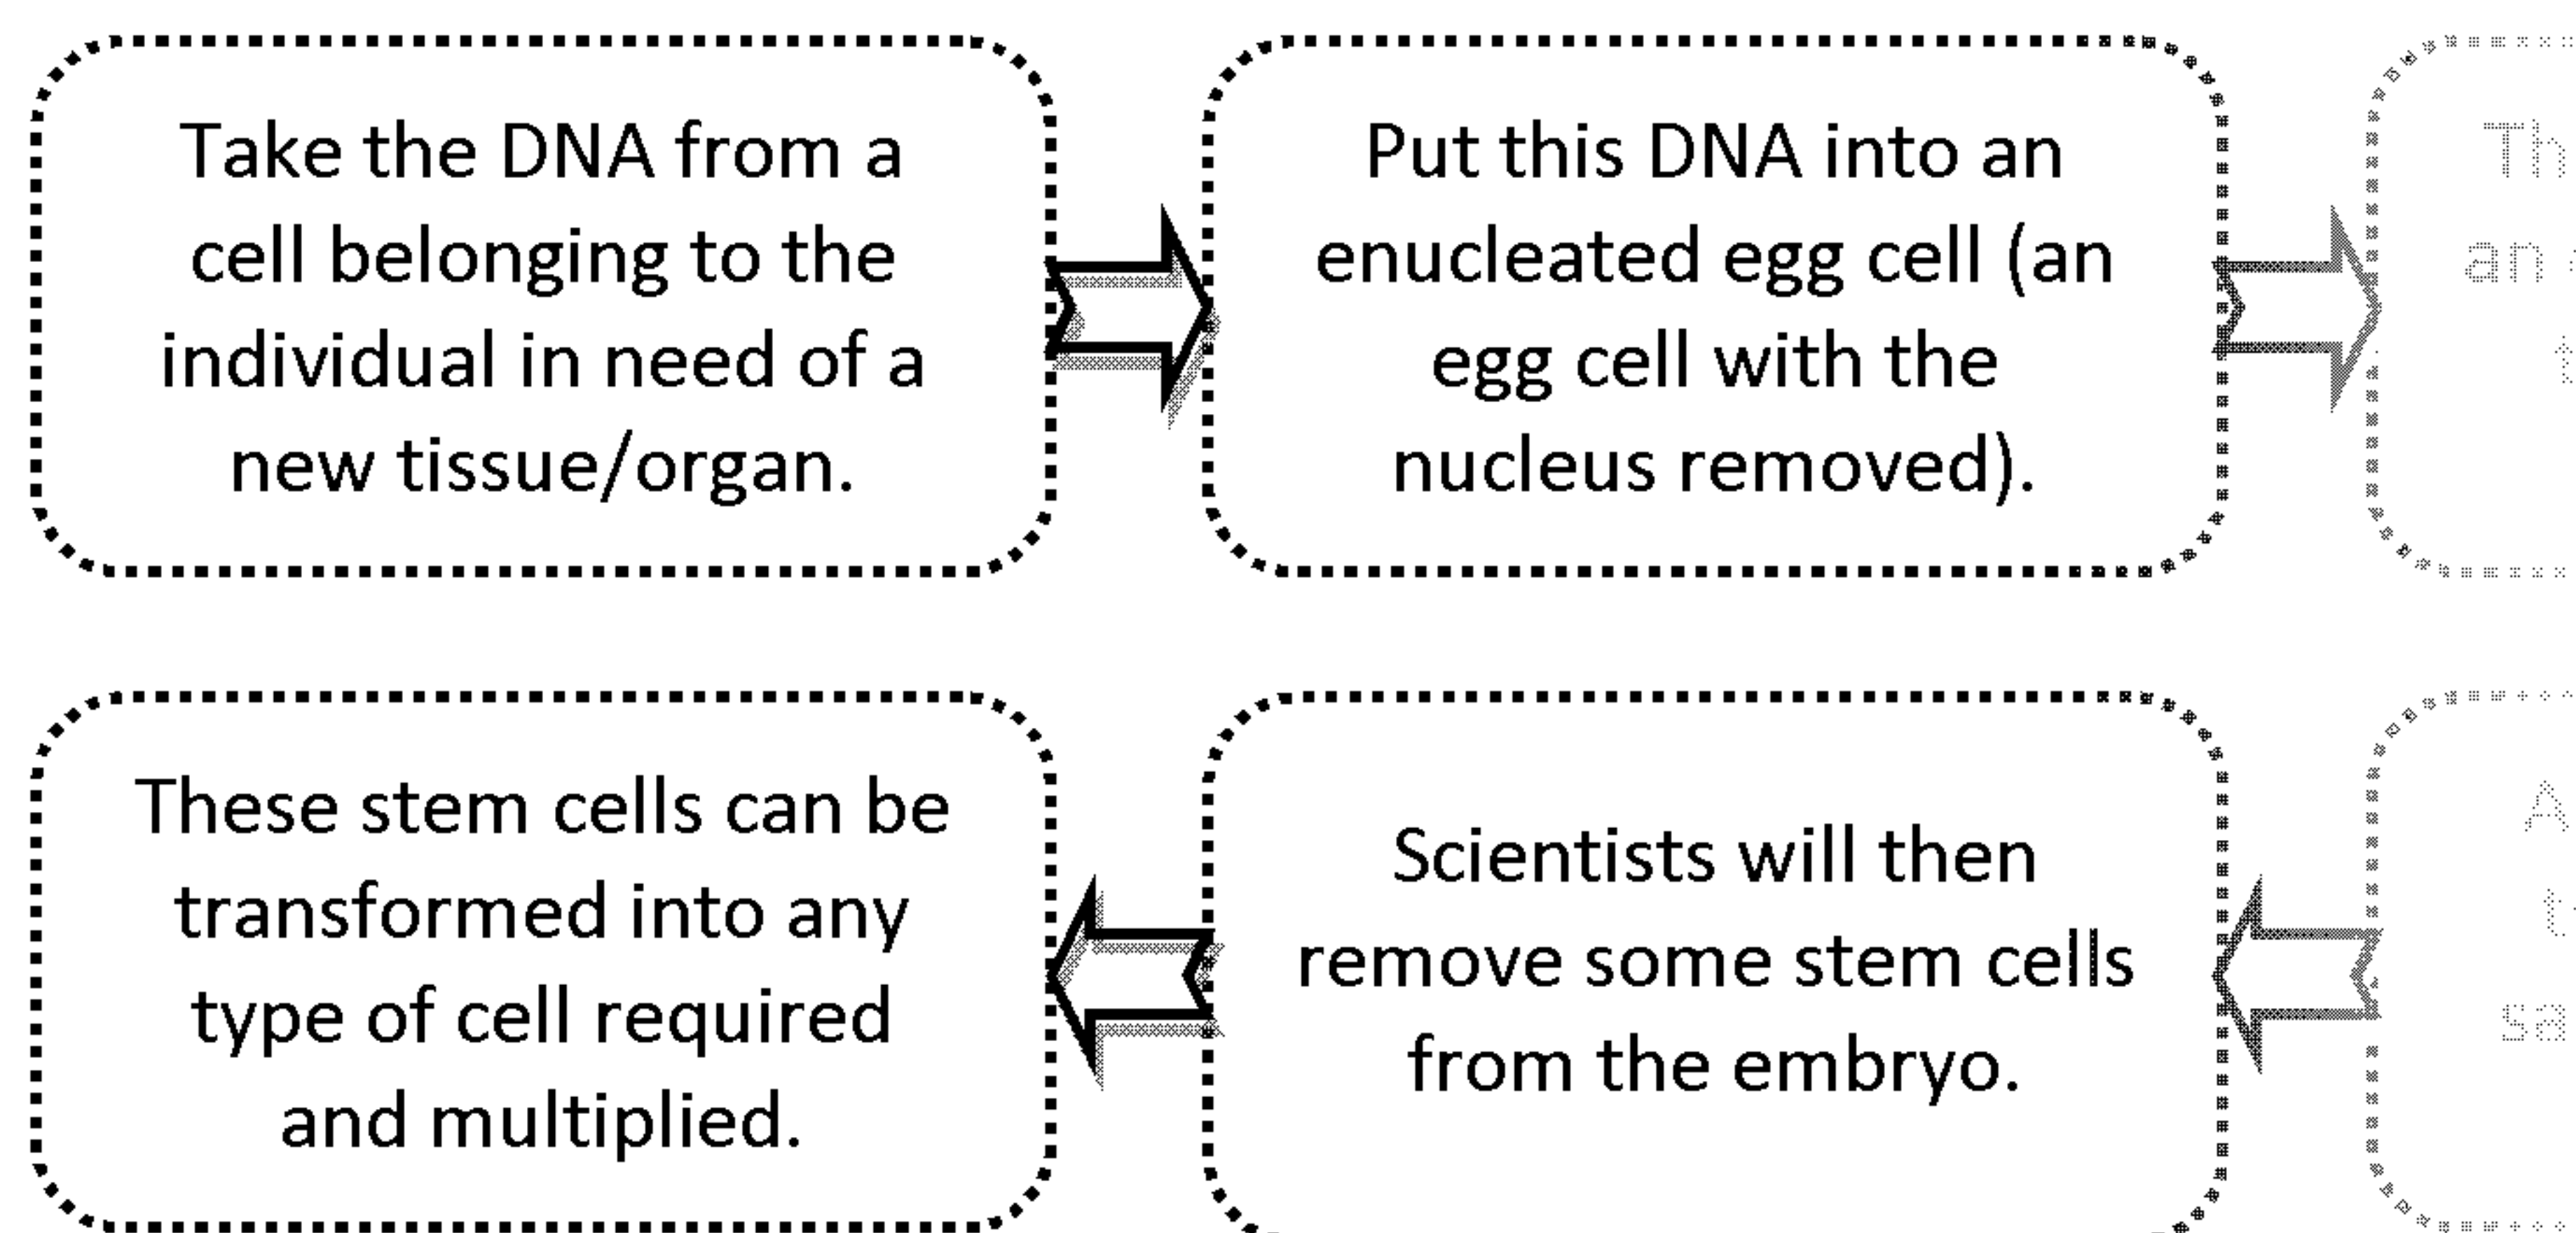 Take the DNA from a
cell belonging to the
individual in need of a
new tissue/organ.
Put this DNA into an
enucleated egg cell (an
egg cell with the
nucleus removed).
an
These stem cells can be
transformed into any
type of cell required
and multiplied.
Scientists will then
remove some stem cells
from the embryo.
A